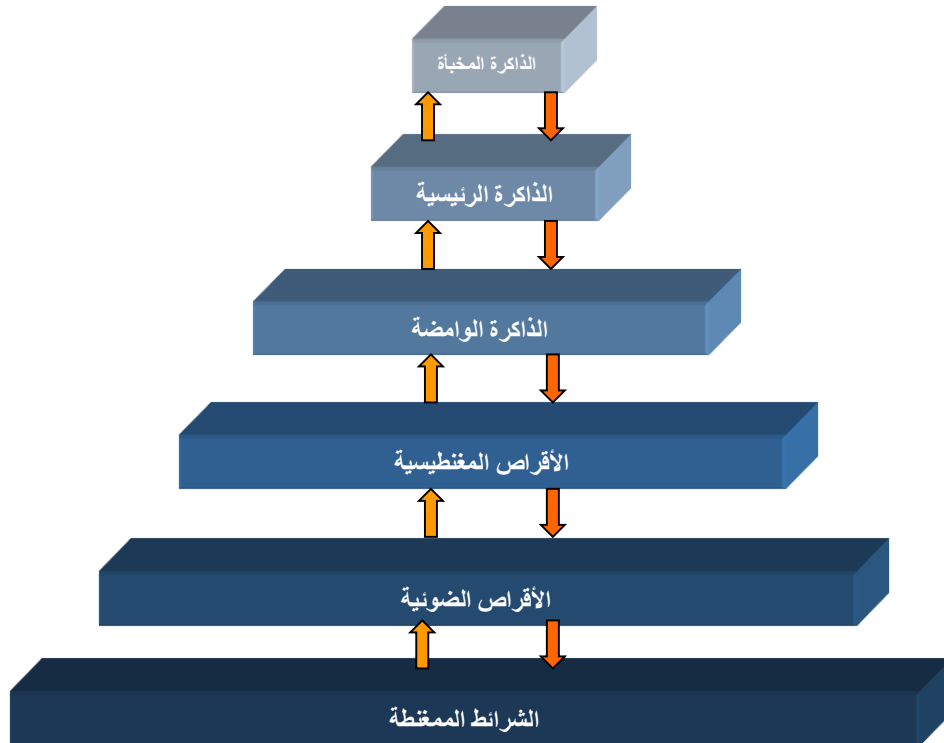 الذاكرة المخبأة
الذاكرة الرئيسية
الذاكرة الوامضة
الأقراص المغنطيسية
الأقراص الضوئية
الشرائط الممغنطة